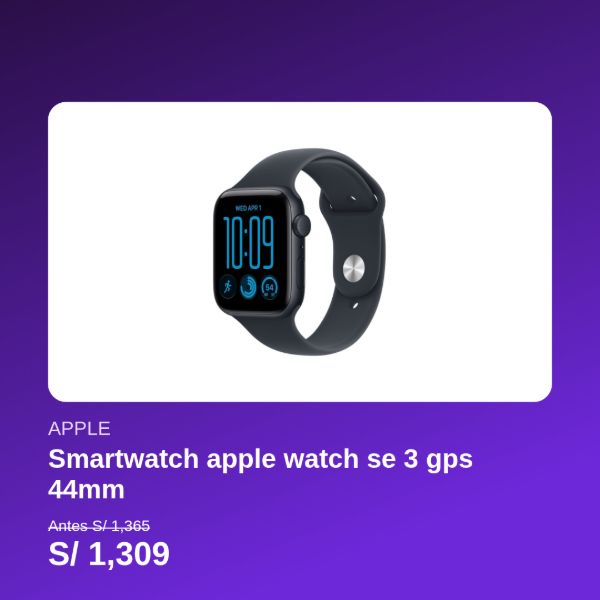 WED APR 1
10:09
54
APPLE
Smartwatch apple watch se 3 gps
44mm
Antes S/ 1,365
S/ 1,309